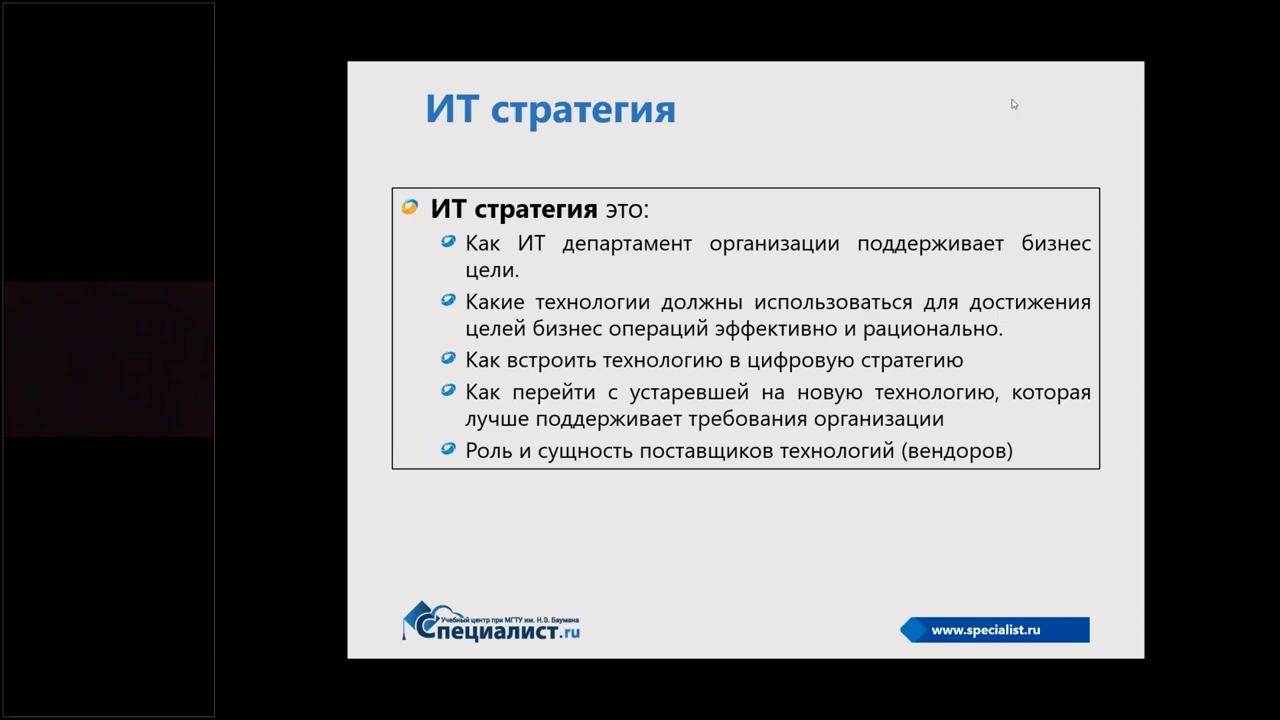 ИТ стратегия
ИТ стратегия это:
Как ИТ департамент организации поддерживает бизнес
цели.
Какие технологии должны использоваться для достижения
целей бизнес операций эффективно и рационально.
Как встроить технологию в цифровую стратегию
Как перейти с устаревшей на новую технологию, которая
лучше поддерживает требования организации
Роль и сущность поставщиков технологий (вендоров)
Учебный центр при МГТУ им. Н.Э. Баумана
Специалист.ru
www.specialist.ru